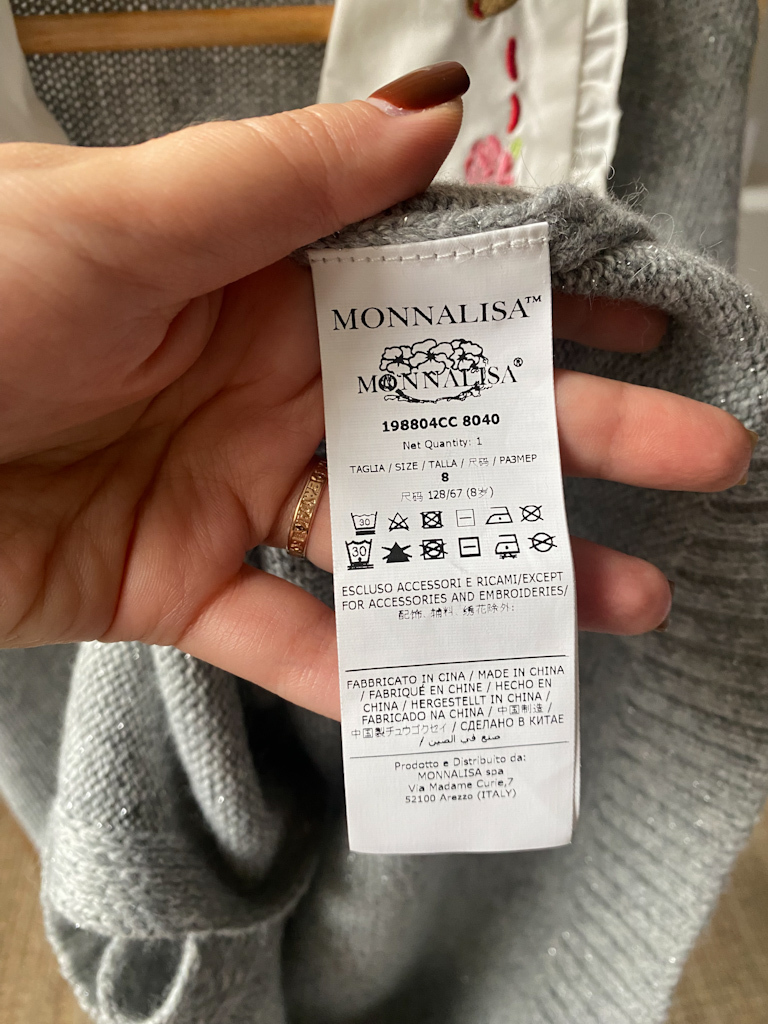 MONNALISA™
MONNALISA®
198804CC 8040
Net Quantity: 1
TAGLIA / SIZE / TALLA / 尺码 / РАЗМЕР
8
尺码 128/67 (8岁)
30
30
ESCLUSO ACCESSORI E RICAMI/EXCEPT
FOR ACCESSORIES AND EMBROIDERIES/
配饰、辅料、绣花除外:
FABBRICATO IN CINA / MADE IN CHINA
/ FABRIQUÉ EN CHINE / HECHO EN
CHINA / HERGESTELLT IN CHINA /
FABRICADO NA CHINA / 中国制造 /
中国製チュウゴクセイ / СДЕЛАНО В КИТАЕ
/ صنع في الصين
Prodotto e Distribuito da:
MONNALISA spa
Via Madame Curie,7
52100 Arezzo (ITALY)